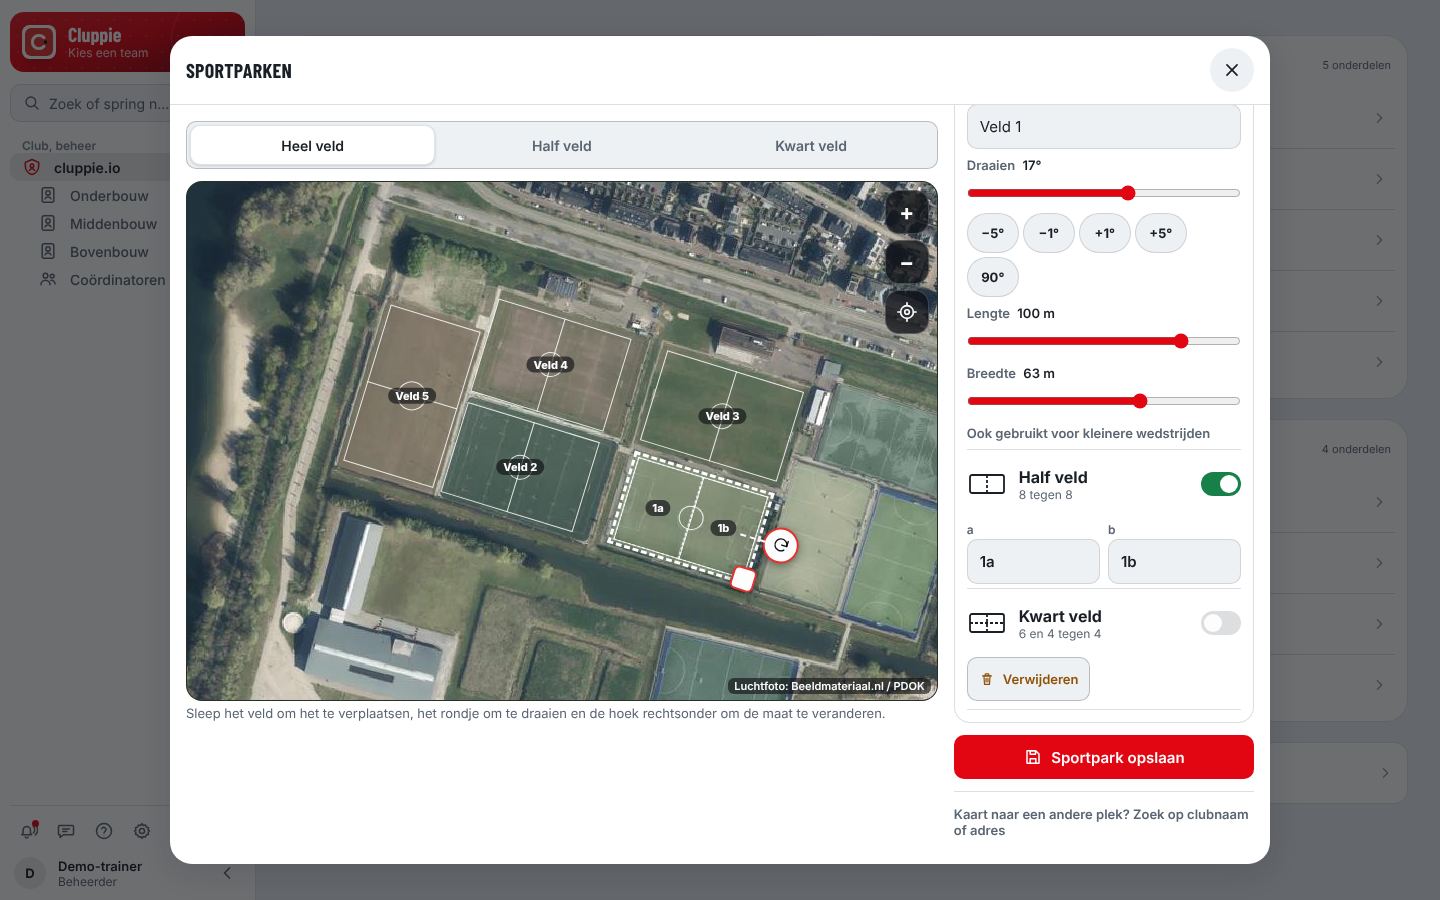 Cluppie
Kies een team
Zoek of spring n...
Club, beheer
cluppie.io
Onderbouw
Middenbouw
Bovenbouw
Coördinatoren
D
Demo-trainer
Beheerder
5 onderdelen
4 onderdelen
SPORTPARKEN
Heel veld
Half veld
Kwart veld
Veld 5
Veld 4
Veld 3
Veld 2
1a
1b
Luchtfoto: Beeldmateriaal.nl / PDOK
Sleep het veld om het te verplaatsen, het rondje om te draaien en de hoek rechtsonder om de maat te veranderen.
Veld 1
Draaien 17°
−5°
−1°
+1°
+5°
90°
Lengte 100 m
Breedte 63 m
Ook gebruikt voor kleinere wedstrijden
Half veld
8 tegen 8
a
b
1a
1b
Kwart veld
6 en 4 tegen 4
Verwijderen
Sportpark opslaan
Kaart naar een andere plek? Zoek op clubnaam
of adres